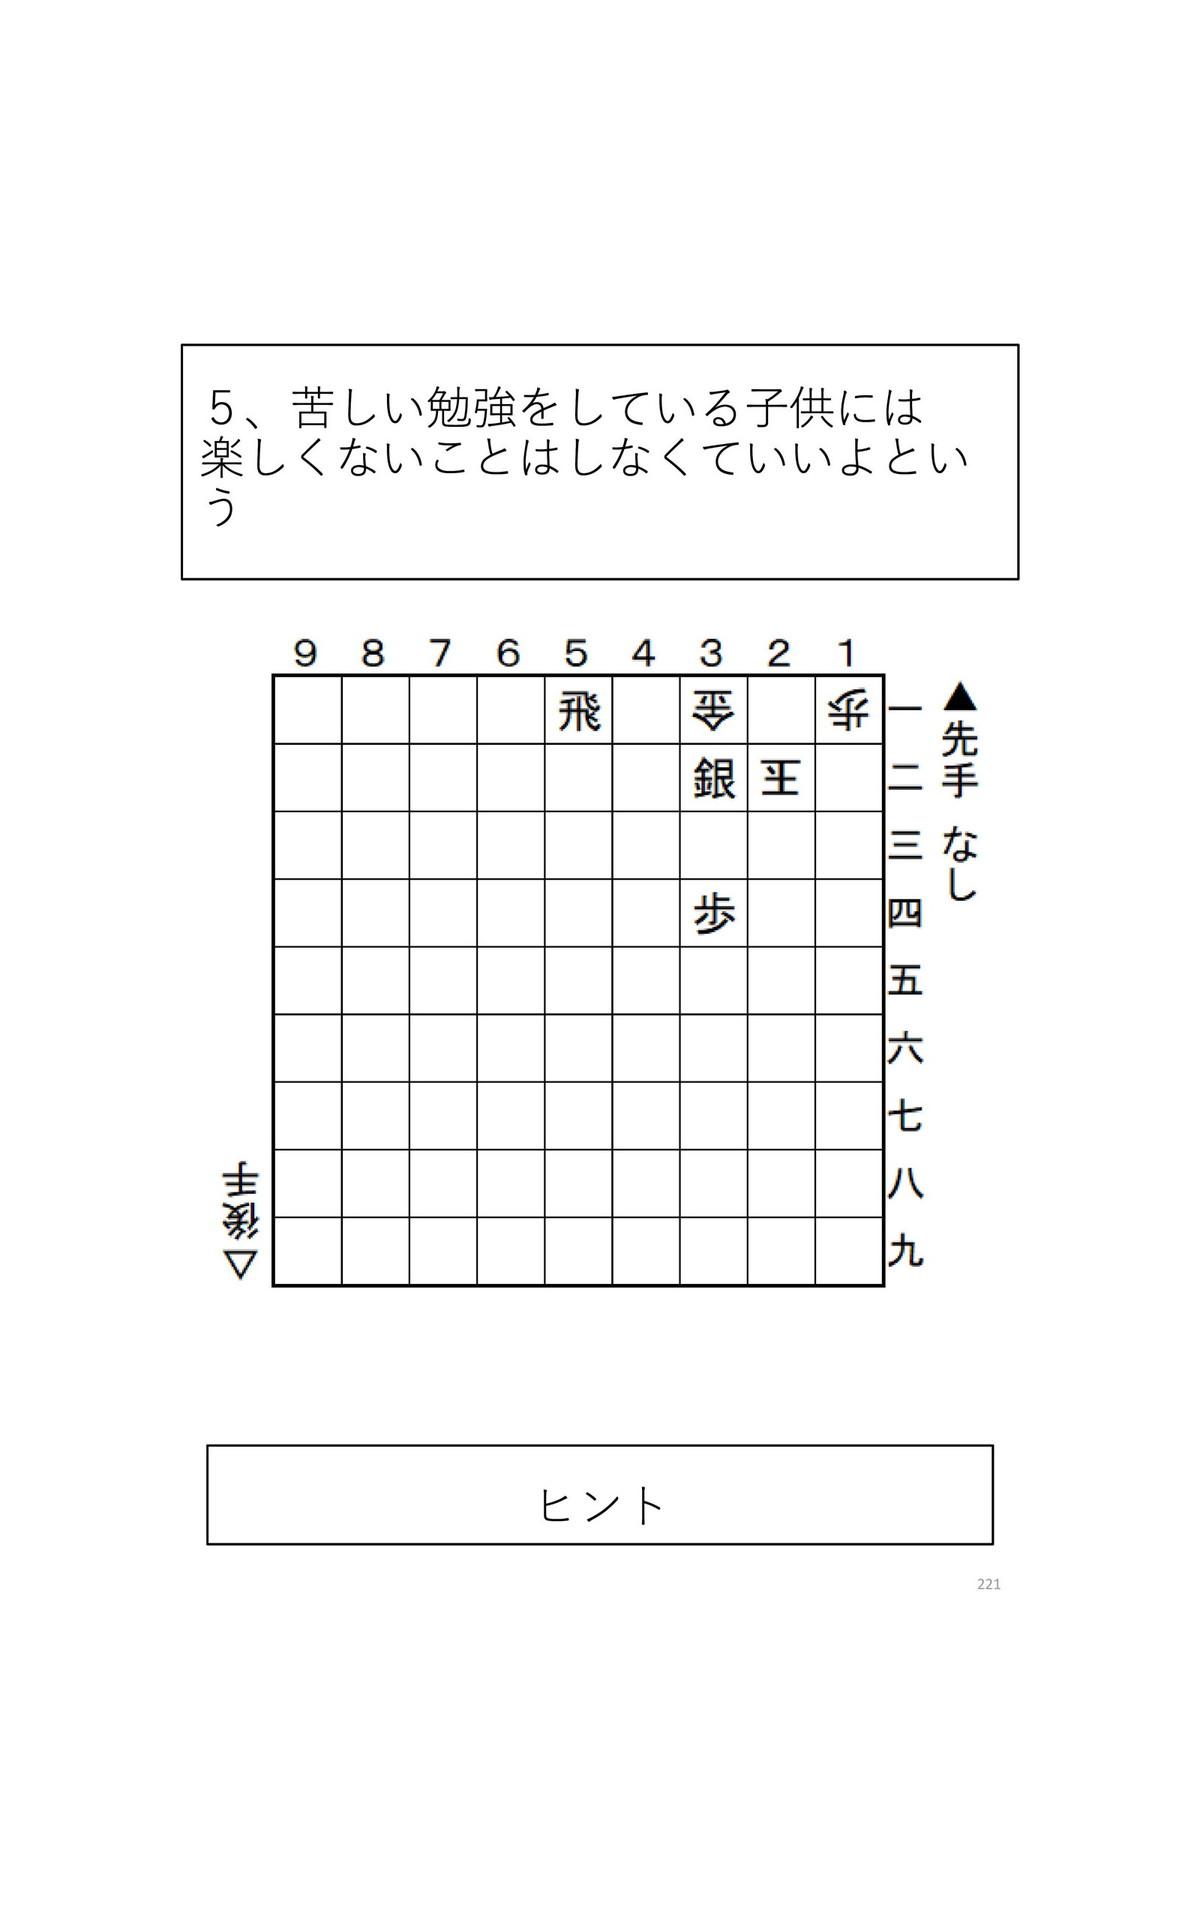 ５、苦しい勉強をしている子供には
楽しくないことはしなくていいよとい
う
9 8 7 6 5 4 3 2 1
飛 金 歩 一
銀 王 二
三
歩 四
五
六
七
八
九
▲先手 なし
△後手
ヒント
221